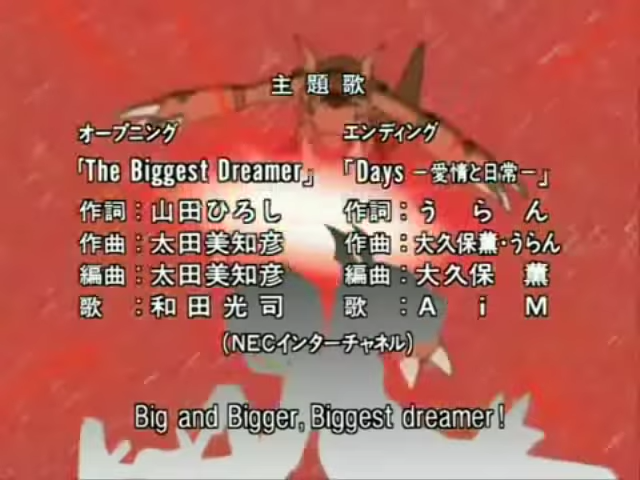 主題歌
オープニング
「The Biggest Dreamer」
作詞：山田ひろし
作曲：太田美知彦
編曲：太田美知彦
歌　：和田光司
エンディング
「Days －愛情と日常－」
作詞：うらん
作曲：大久保薫・うらん
編曲：大久保　薫
歌　：AiM
（NECインターチャネル）
Big and Bigger, Biggest dreamer!